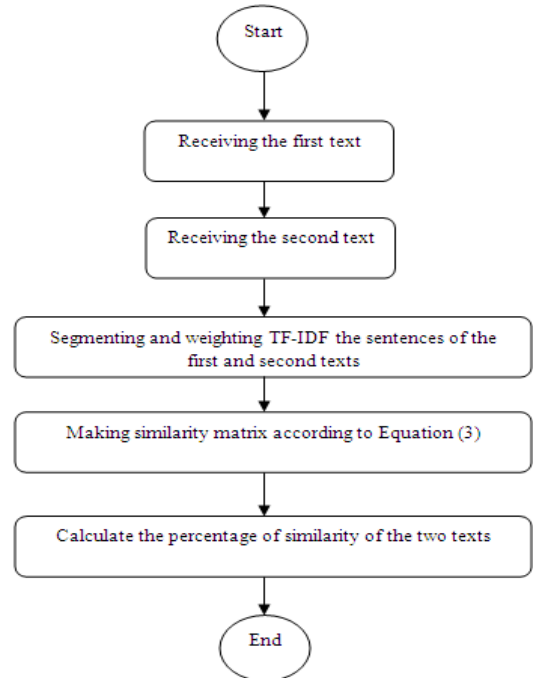 Start
Receiving the first text
Receiving the second text
Segmenting and weighting TF-IDF the sentences of the
first and second texts
Making similarity matrix according to Equation (3)
Calculate the percentage of similarity of the two texts
End